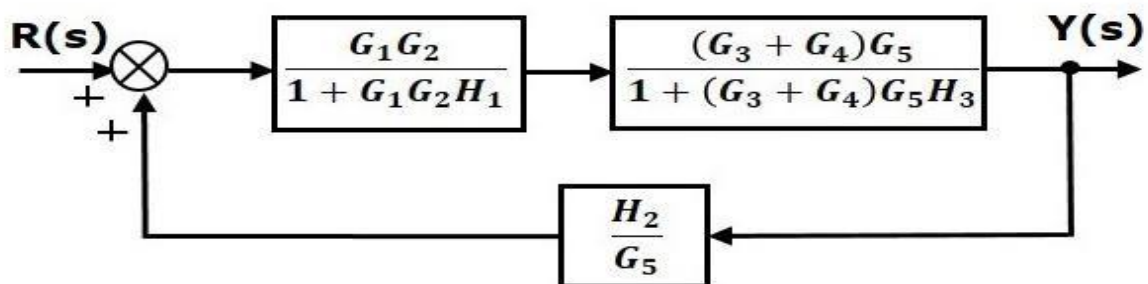 R(s)
+
+
G₁G₂
1 + G₁G₂H₁
(G₃ + G₄)G₅
1 + (G₃ + G₄)G₅H₃
Y(s)
H₂
G₅